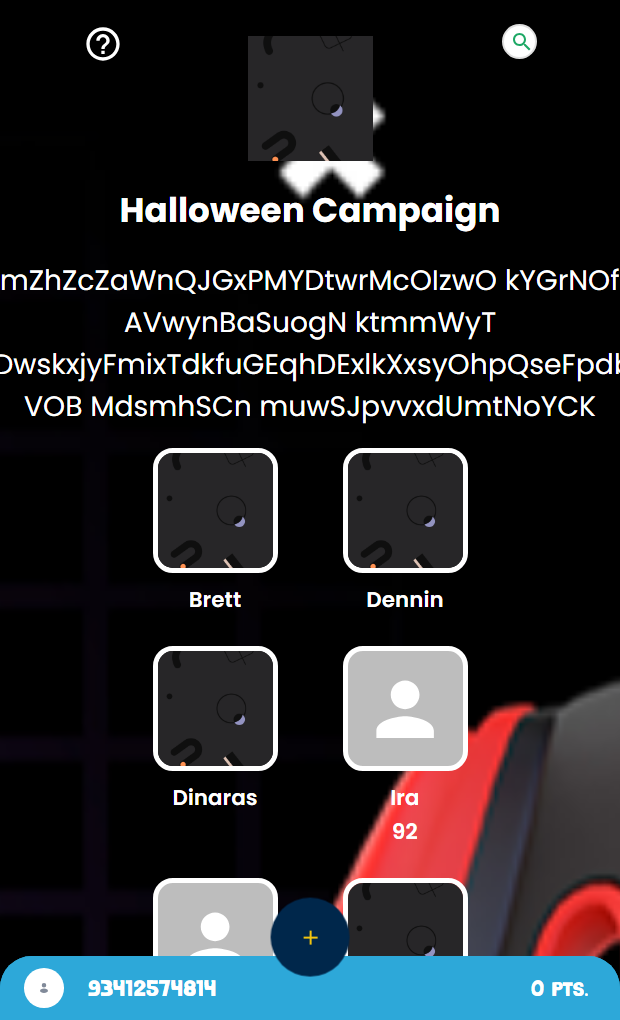 Halloween Campaign
mZhZcZaWnQJGxPMYDtwrMcOIzwO kYGrNOf
AVwynBaSuogN ktmmWyT
DwskxjyFmixTdkfuGEqhDExlkXxsyOhpQseFpdb
VOB MdsmhSCn muwSJpvvxdUmtNoYCK
Brett
Dennin
Dinaras
Ira
92
93412574814
0 PTS.